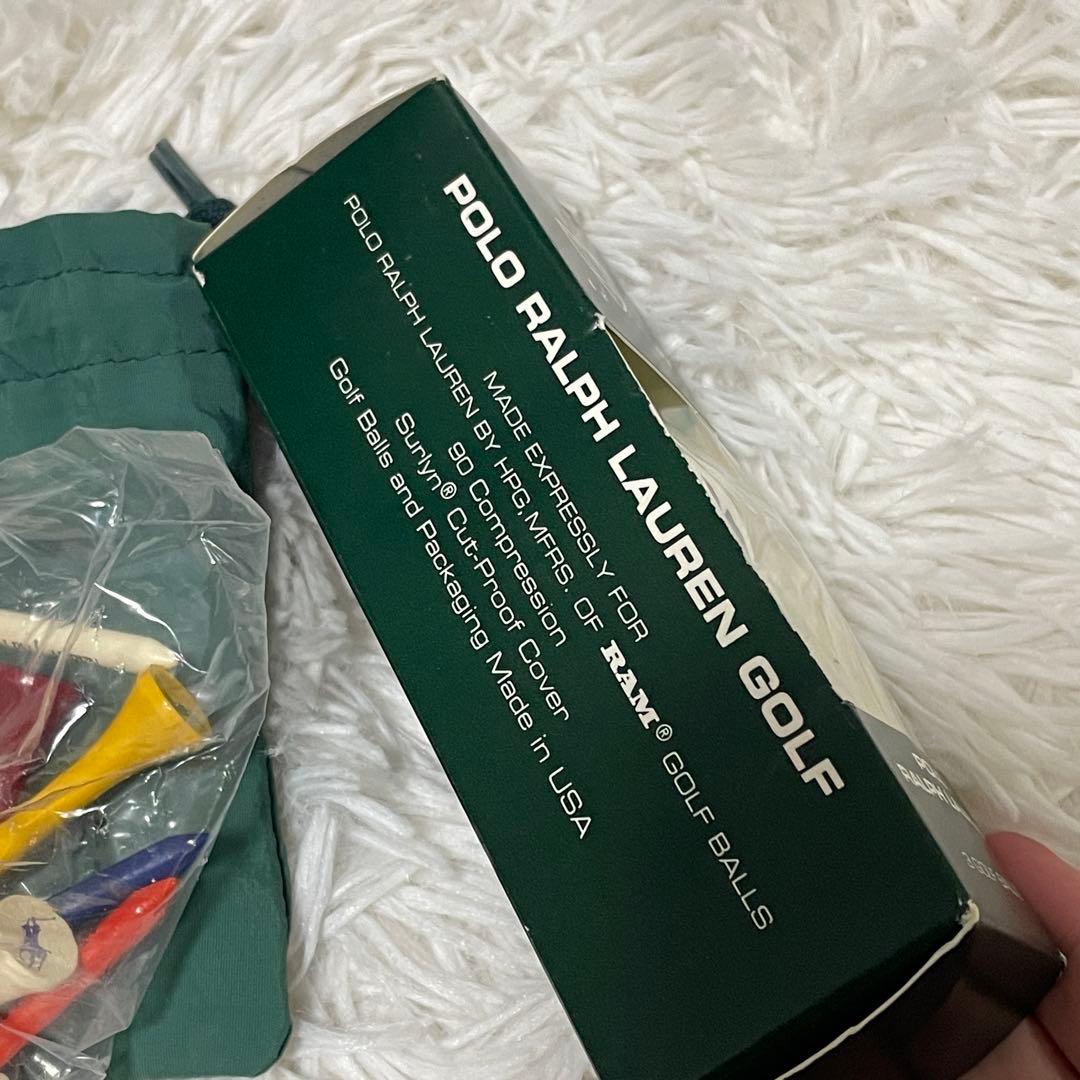 POLO RALPH LAUREN GOLF
MADE EXPRESSLY FOR
POLO RALPH LAUREN BY HPG, MFRS. OF RAM® GOLF BALLS
90 Compression
Surlyn® Cut-Proof Cover
Golf Balls and Packaging Made in USA